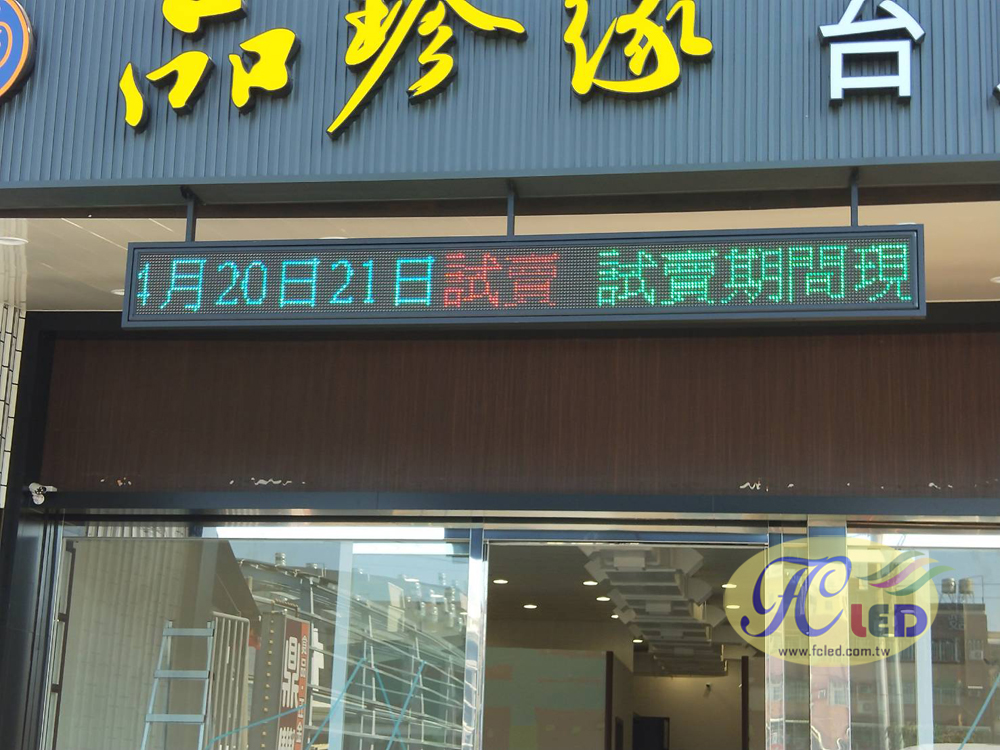 品珍緣 台
4月20日21日試賣 試賣期間現
FC LED
www.fcled.com.tw